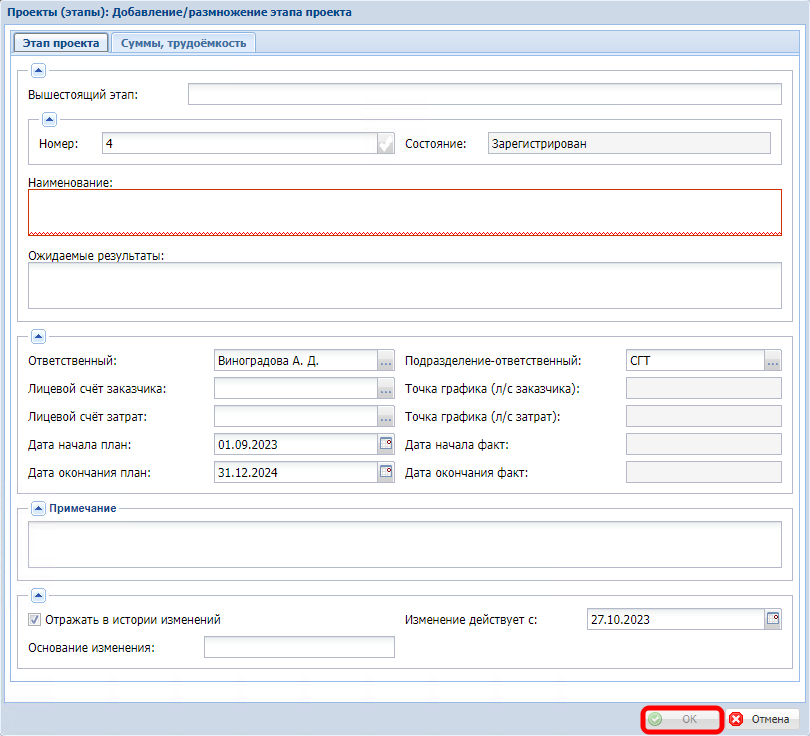 Проекты (этапы): Добавление/размножение этапа проекта
Этап проекта Суммы, трудоёмкость
Вышестоящий этап:
Номер: 4 Состояние: Зарегистрирован
Наименование:
Ожидаемые результаты:
Ответственный: Виноградова А. Д. Подразделение-ответственный: СГТ
Лицевой счёт заказчика: Точка графика (л/с заказчика):
Лицевой счёт затрат: Точка графика (л/с затрат):
Дата начала план: 01.09.2023 Дата начала факт:
Дата окончания план: 31.12.2024 Дата окончания факт:
Примечание
Отражать в истории изменений Изменение действует с: 27.10.2023
Основание изменения:
OK Отмена